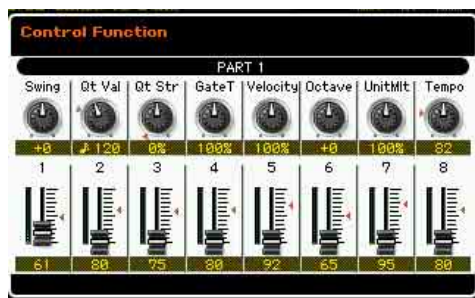 Control Function
PART 1
Swing Qt Val Qt Str GateT Velocity Octave UnitMlt Tempo
+0 ♪ 120 0% 100% 100% +0 100% 82
1 2 3 4 5 6 7 8
61 80 75 80 92 65 95 80